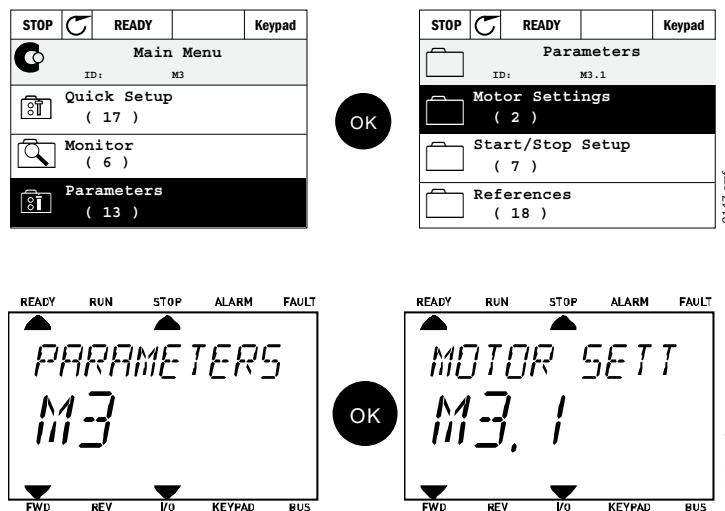 STOP READY Keypad
Main Menu
ID: M3
Quick Setup
( 17 )
Monitor
( 6 )
Parameters
( 13 )
OK
STOP READY Keypad
Parameters
ID: M3.1
Motor Settings
( 2 )
Start/Stop Setup
( 7 )
References
( 18 )
READY RUN STOP ALARM FAULT
PARAMETERS
M3
FWD REV I/O KEYPAD BUS
OK
READY RUN STOP ALARM FAULT
MOTOR SETT
M3.1
FWD REV I/O KEYPAD BUS